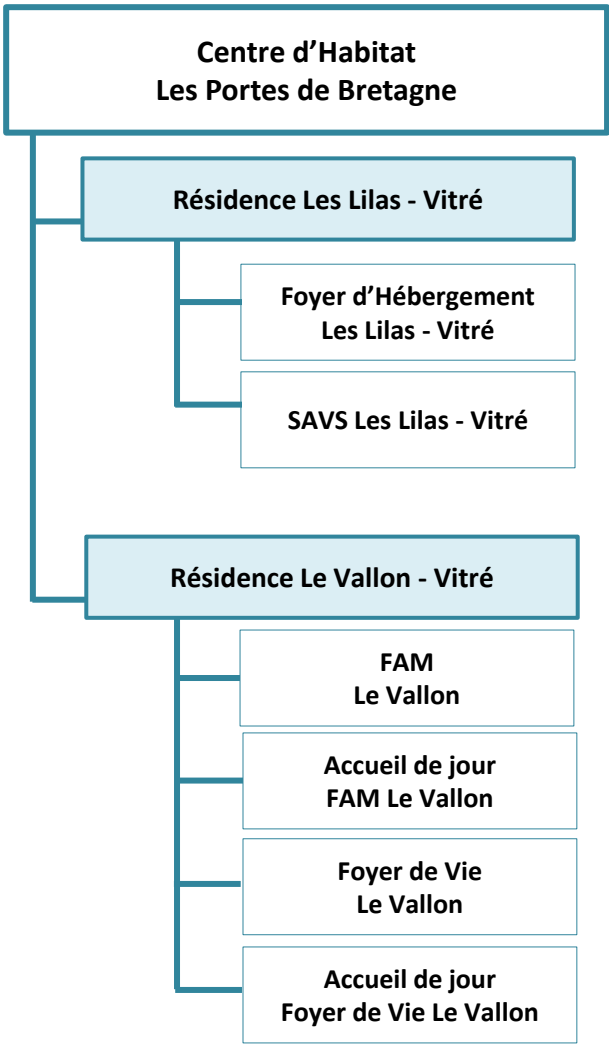 Centre d’Habitat
Les Portes de Bretagne
Résidence Les Lilas - Vitré
Foyer d’Hébergement
Les Lilas - Vitré
SAVS Les Lilas - Vitré
Résidence Le Vallon - Vitré
FAM
Le Vallon
Accueil de jour
FAM Le Vallon
Foyer de Vie
Le Vallon
Accueil de jour
Foyer de Vie Le Vallon